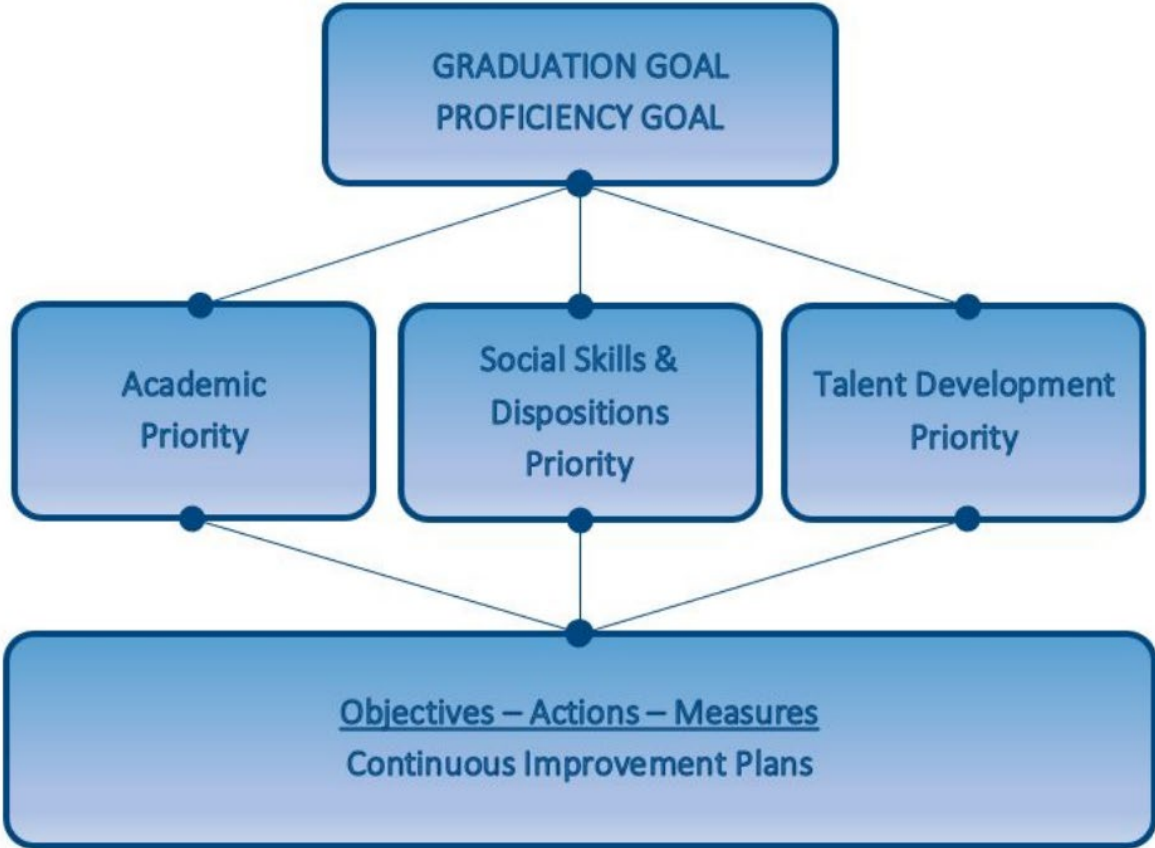 GRADUATION GOAL
PROFICIENCY GOAL
Academic
Priority
Social Skills &
Dispositions
Priority
Talent Development
Priority
Objectives – Actions – Measures
Continuous Improvement Plans